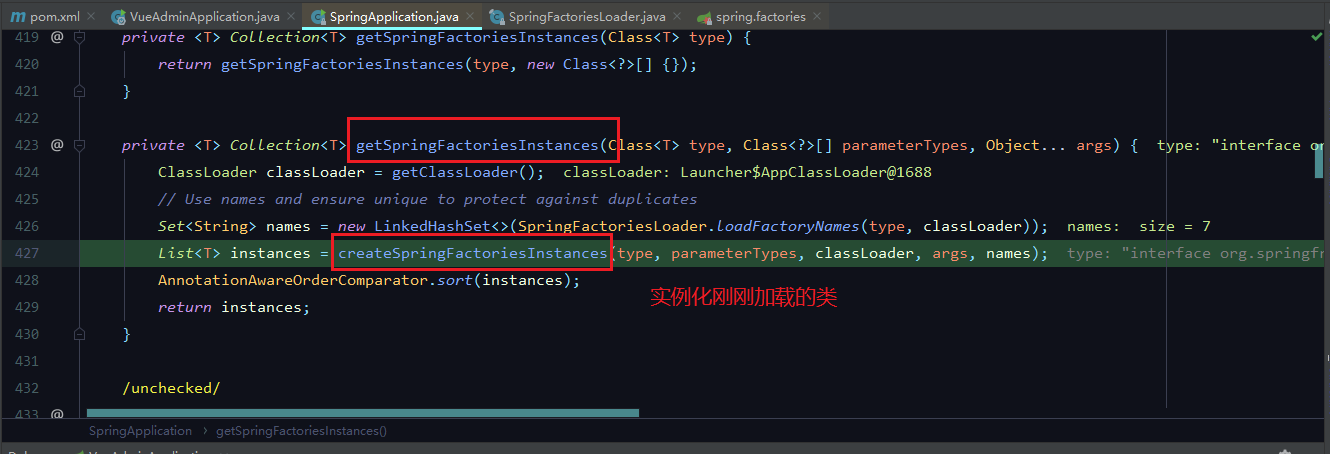 pom.xml VueAdminApplication.java SpringApplication.java SpringFactoriesLoader.java spring.factories
419 @ private <T> Collection<T> getSpringFactoriesInstances(Class<T> type) {
420 return getSpringFactoriesInstances(type, new Class<?>[] {});
421 }
422
423 @ private <T> Collection<T> getSpringFactoriesInstances(Class<T> type, Class<?>[] parameterTypes, Object... args) { type: "interface or
424 ClassLoader classLoader = getClassLoader(); classLoader: Launcher$AppClassLoader@1688
425 // Use names and ensure unique to protect against duplicates
426 Set<String> names = new LinkedHashSet<>(SpringFactoriesLoader.loadFactoryNames(type, classLoader)); names: size = 7
427 List<T> instances = createSpringFactoriesInstances(type, parameterTypes, classLoader, args, names); type: "interface org.springfr
428 AnnotationAwareOrderComparator.sort(instances);
实例化刚刚加载的类
429 return instances;
430 }
431
432 /unchecked/
433 @
SpringApplication › getSpringFactoriesInstances()